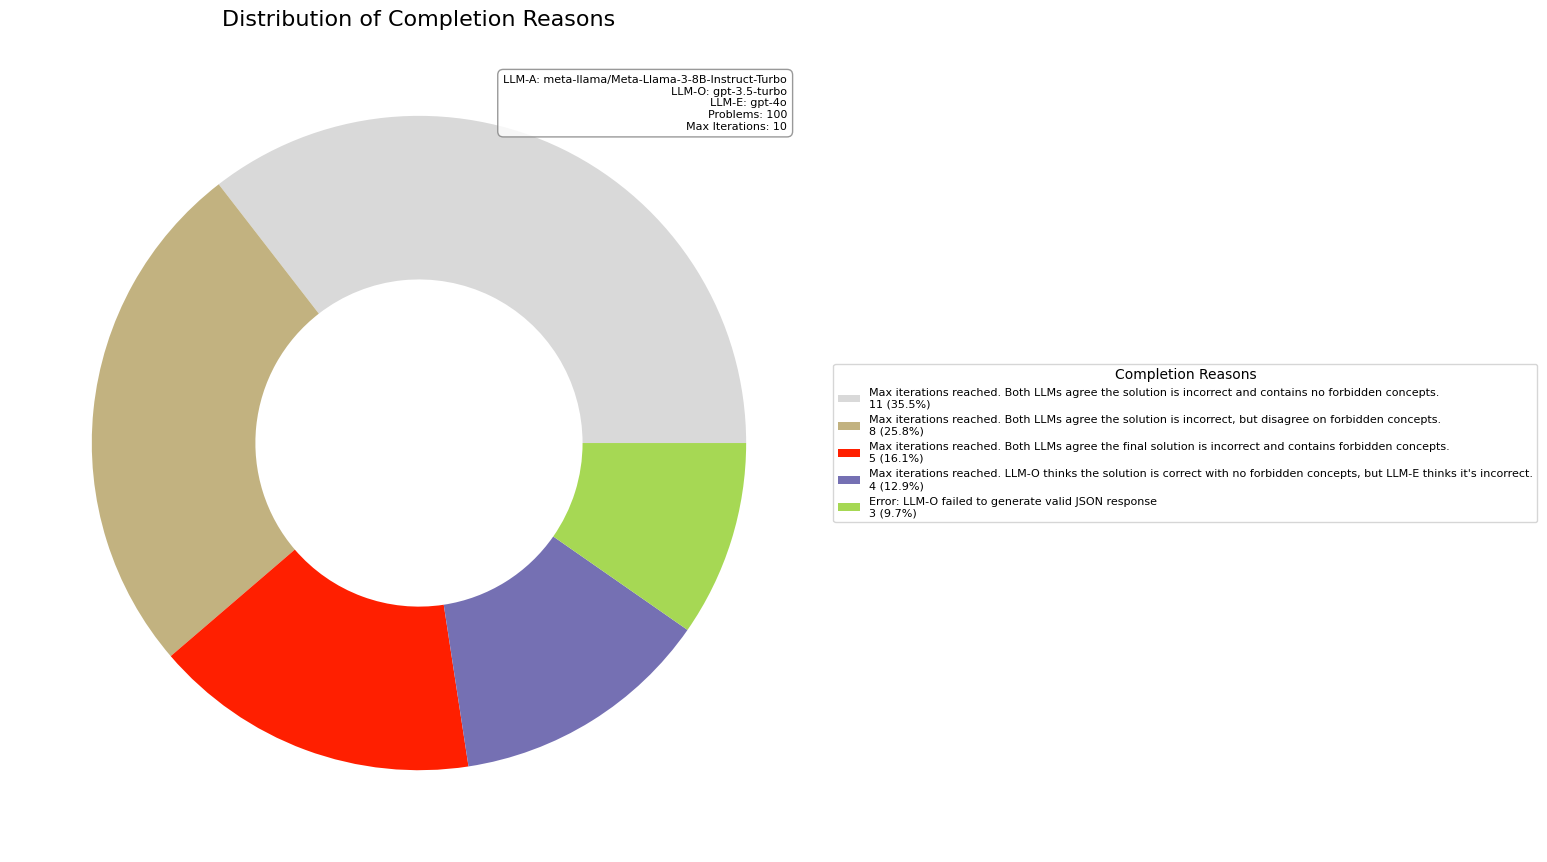 Distribution of Completion Reasons
LLM-A: meta-llama/Meta-Llama-3-8B-Instruct-Turbo
LLM-O: gpt-3.5-turbo
LLM-E: gpt-4o
Problems: 100
Max Iterations: 10
Completion Reasons
Max iterations reached. Both LLMs agree the solution is incorrect and contains no forbidden concepts.
11 (35.5%)
Max iterations reached. Both LLMs agree the solution is incorrect, but disagree on forbidden concepts.
8 (25.8%)
Max iterations reached. Both LLMs agree the final solution is incorrect and contains forbidden concepts.
5 (16.1%)
Max iterations reached. LLM-O thinks the solution is correct with no forbidden concepts, but LLM-E thinks it's incorrect.
4 (12.9%)
Error: LLM-O failed to generate valid JSON response
3 (9.7%)